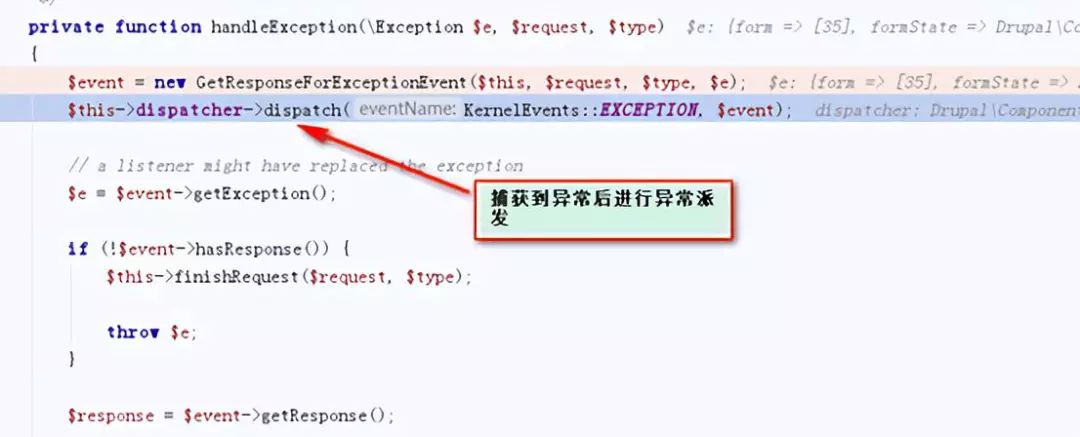 private function handleException(\Exception $e, $request, $type) $e: {form => [35], formState => Drupal\Co
{
$event = new GetResponseForExceptionEvent($this, $request, $type, $e); $e: {form => [35], formState =>
$this->dispatcher->dispatch( eventName: KernelEvents::EXCEPTION, $event); dispatcher: Drupal\Component
// a listener might have replaced the exception
$e = $event->getException();
捕获到异常后进行异常派
发
if (!$event->hasResponse()) {
$this->finishRequest($request, $type);
throw $e;
}
$response = $event->getResponse();